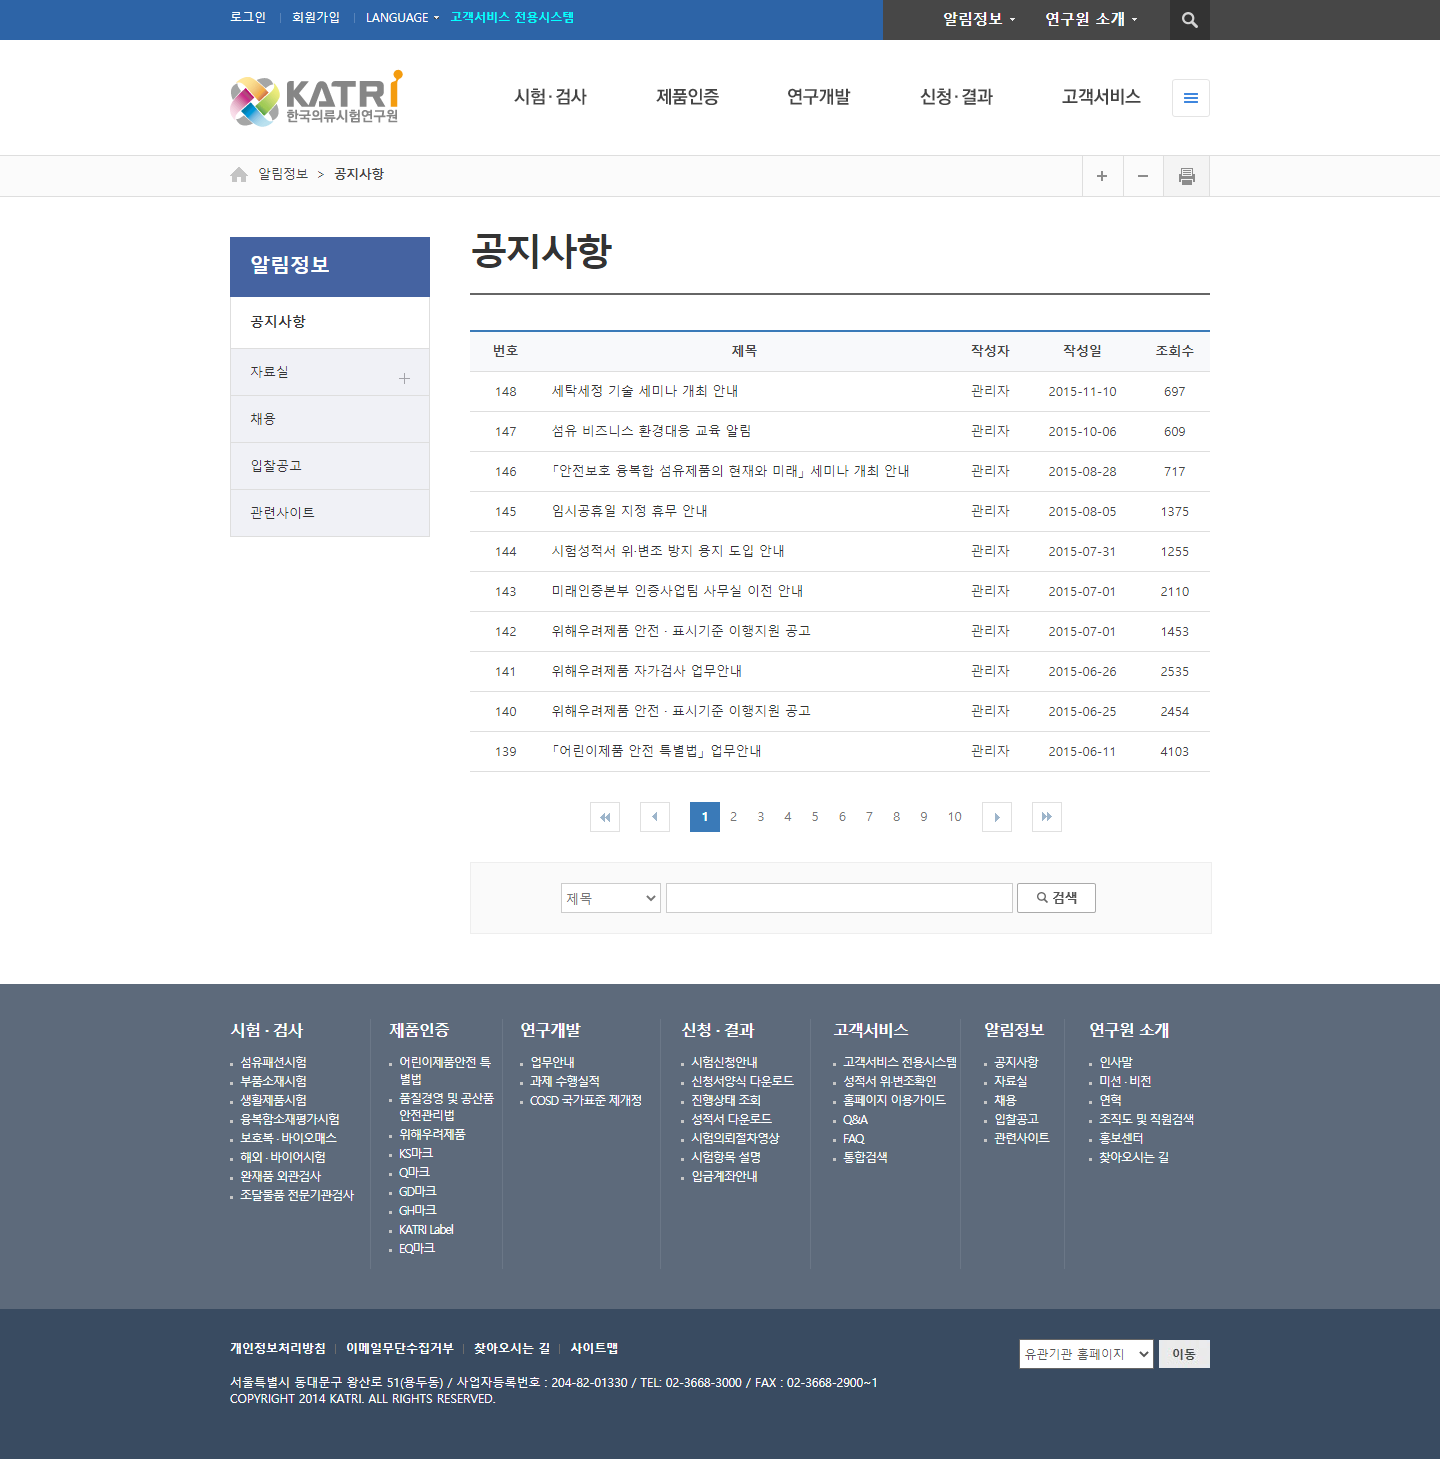 로그인 회원가입 LANGUAGE 고객서비스 전용시스템 알림정보 연구원 소개
KATRi 한국의류시험연구원
시험·검사 제품인증 연구개발 신청·결과 고객서비스
알림정보 > 공지사항
알림정보
공지사항
자료실
채용
입찰공고
관련사이트
공지사항
번호 제목 작성자 작성일 조회수
148 세탁세정 기술 세미나 개최 안내 관리자 2015-11-10 697
147 섬유 비즈니스 환경대응 교육 알림 관리자 2015-10-06 609
146 「안전보호 융복합 섬유제품의 현재와 미래」 세미나 개최 안내 관리자 2015-08-28 717
145 임시공휴일 지정 휴무 안내 관리자 2015-08-05 1375
144 시험성적서 위·변조 방지 용지 도입 안내 관리자 2015-07-31 1255
143 미래인증본부 인증사업팀 사무실 이전 안내 관리자 2015-07-01 2110
142 위해우려제품 안전 · 표시기준 이행지원 공고 관리자 2015-07-01 1453
141 위해우려제품 자가검사 업무안내 관리자 2015-06-26 2535
140 위해우려제품 안전 · 표시기준 이행지원 공고 관리자 2015-06-25 2454
139 「어린이제품 안전 특별법」 업무안내 관리자 2015-06-11 4103
1 2 3 4 5 6 7 8 9 10
제목 검색
시험 · 검사
섬유패션시험
부품소재시험
생활제품시험
융복합소재평가시험
보호복 · 바이오매스
해외 · 바이어시험
완재품 외관검사
조달물품 전문기관검사
제품인증
어린이제품안전 특
별법
품질경영 및 공산품
안전관리법
위해우려제품
KS마크
Q마크
GD마크
GH마크
KATRI Label
EQ마크
연구개발
업무안내
과제 수행실적
COSD 국가표준 제개정
신청 · 결과
시험신청안내
신청서양식 다운로드
진행상태 조회
성적서 다운로드
시험의뢰절차영상
시험항목 설명
입금계좌안내
고객서비스
고객서비스 전용시스템
성적서 위·변조확인
홈페이지 이용가이드
Q&A
FAQ
통합검색
알림정보
공지사항
자료실
채용
입찰공고
관련사이트
연구원 소개
인사말
미션 · 비전
연혁
조직도 및 직원검색
홍보센터
찾아오시는 길
개인정보처리방침 이메일무단수집거부 찾아오시는 길 사이트맵
유관기관 홈페이지 이동
서울특별시 동대문구 왕산로 51(용두동) / 사업자등록번호 : 204-82-01330 / TEL: 02-3668-3000 / FAX : 02-3668-2900~1
COPYRIGHT 2014 KATRI. ALL RIGHTS RESERVED.